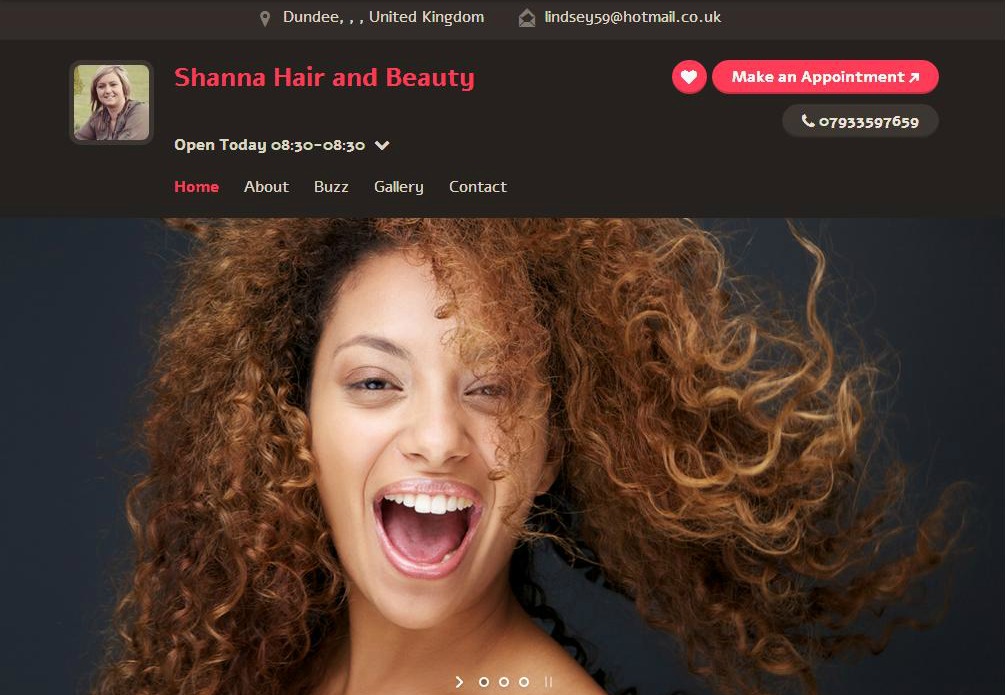 Dundee, , , United Kingdom lindsey59@hotmail.co.uk
Shanna Hair and Beauty
Make an Appointment
07933597659
Open Today 08:30-08:30
Home About Buzz Gallery Contact